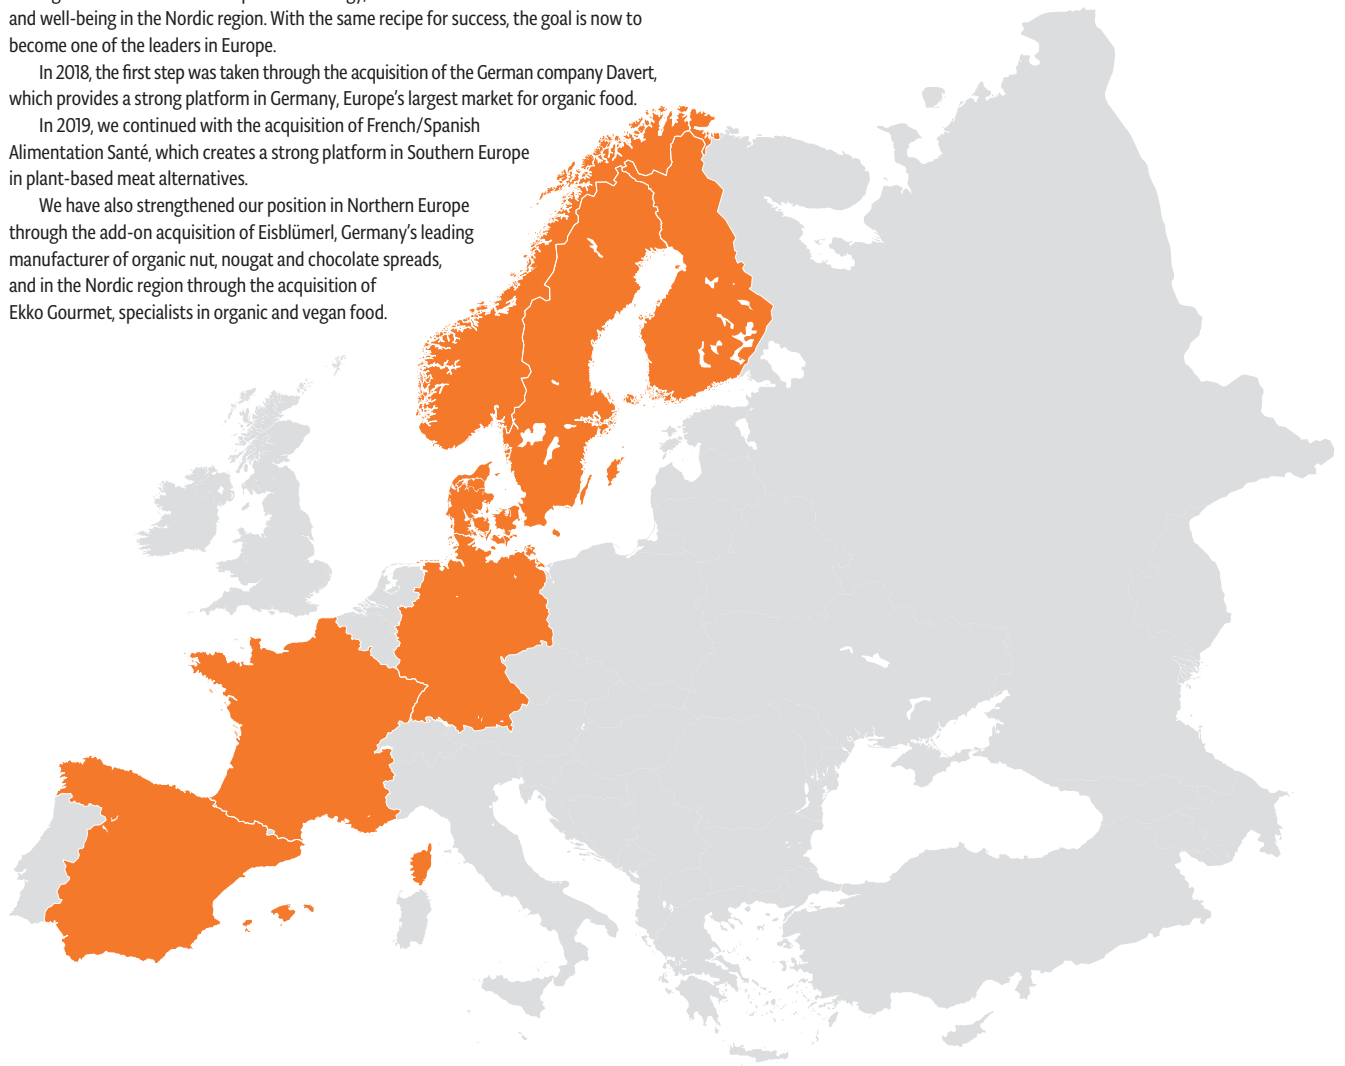 and well-being in the Nordic region. With the same recipe for success, the goal is now to
become one of the leaders in Europe.
In 2018, the first step was taken through the acquisition of the German company Davert,
which provides a strong platform in Germany, Europe's largest market for organic food.
In 2019, we continued with the acquisition of French/Spanish
Alimentation Santé, which creates a strong platform in Southern Europe
in plant-based meat alternatives.
We have also strengthened our position in Northern Europe
through the add-on acquisition of Eisblümerl, Germany's leading
manufacturer of organic nut, nougat and chocolate spreads,
and in the Nordic region through the acquisition of
Ekko Gourmet, specialists in organic and vegan food.